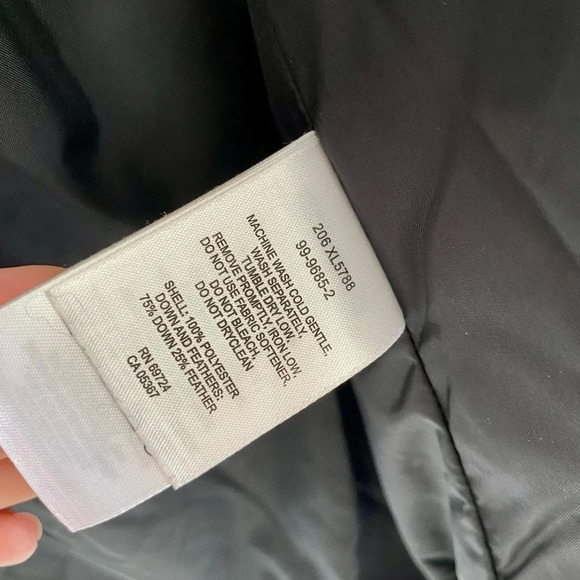 206 XL5788
99-9685-2
MACHINE WASH COLD GENTLE,
WASH SEPARATELY,
TUMBLE DRY LOW,
REMOVE PROMPTLY, IRON LOW,
DO NOT USE FABRIC SOFTENER,
DO NOT BLEACH,
DO NOT DRYCLEAN
SHELL: 100% POLYESTER
DOWN AND FEATHERS:
75% DOWN 25% FEATHER
RN 69724
CA 05367